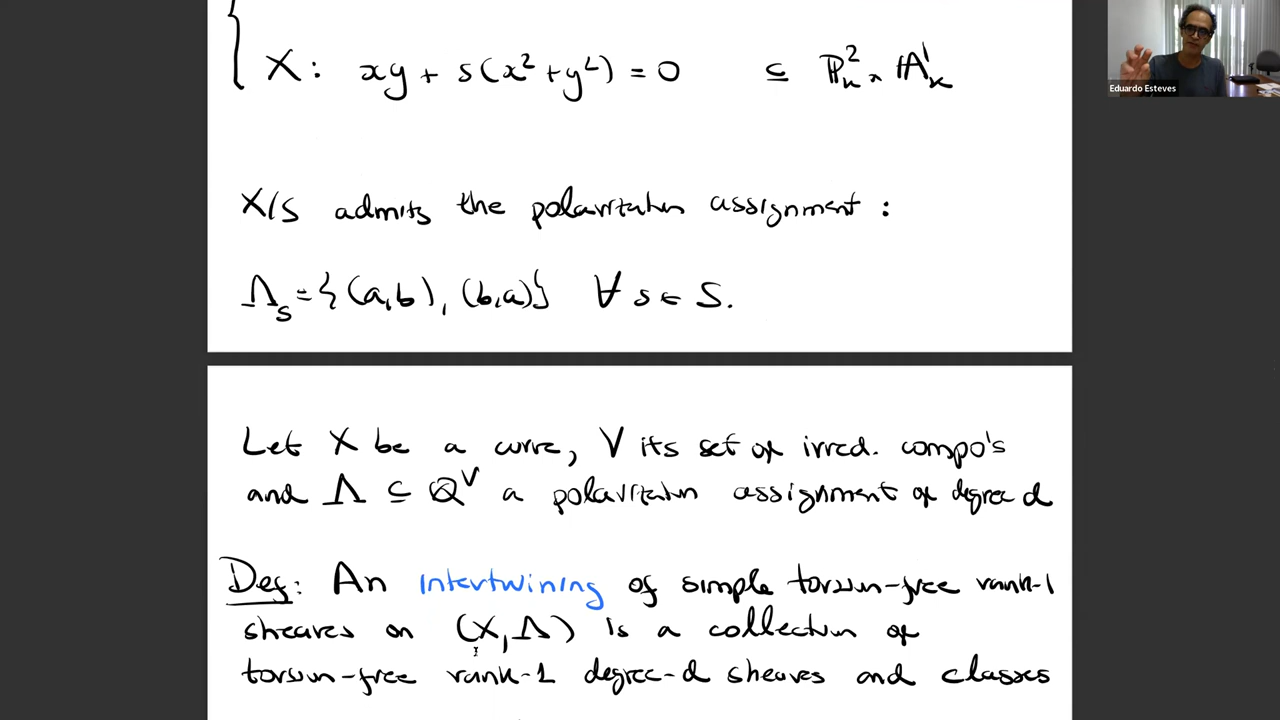 X: xy + s(x² + y²) = 0 ⊆ ℙ²ₖ × 𝔸¹ₖ
Eduardo Esteves
X/S admits the polarization assignment :
Λₛ = { (a,b), (b,a) } ∀ s ∈ S.
Let X be a curve, V its set of irred. compo's
and Λ ⊆ ℚ^V a polarization assignment of degree d
Def: An intertwining of simple torsion-free rank-1
sheaves on (X, Λ) is a collection of
torsion-free rank-1 degree-d sheaves and classes